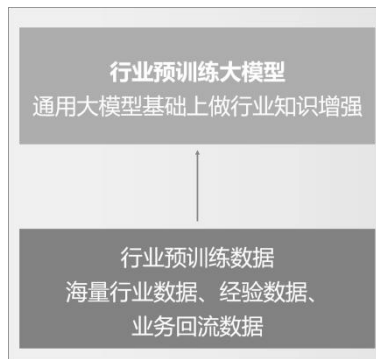 行业预训练大模型
通用大模型基础上做行业知识增强
行业预训练数据
海量行业数据、经验数据、
业务回流数据